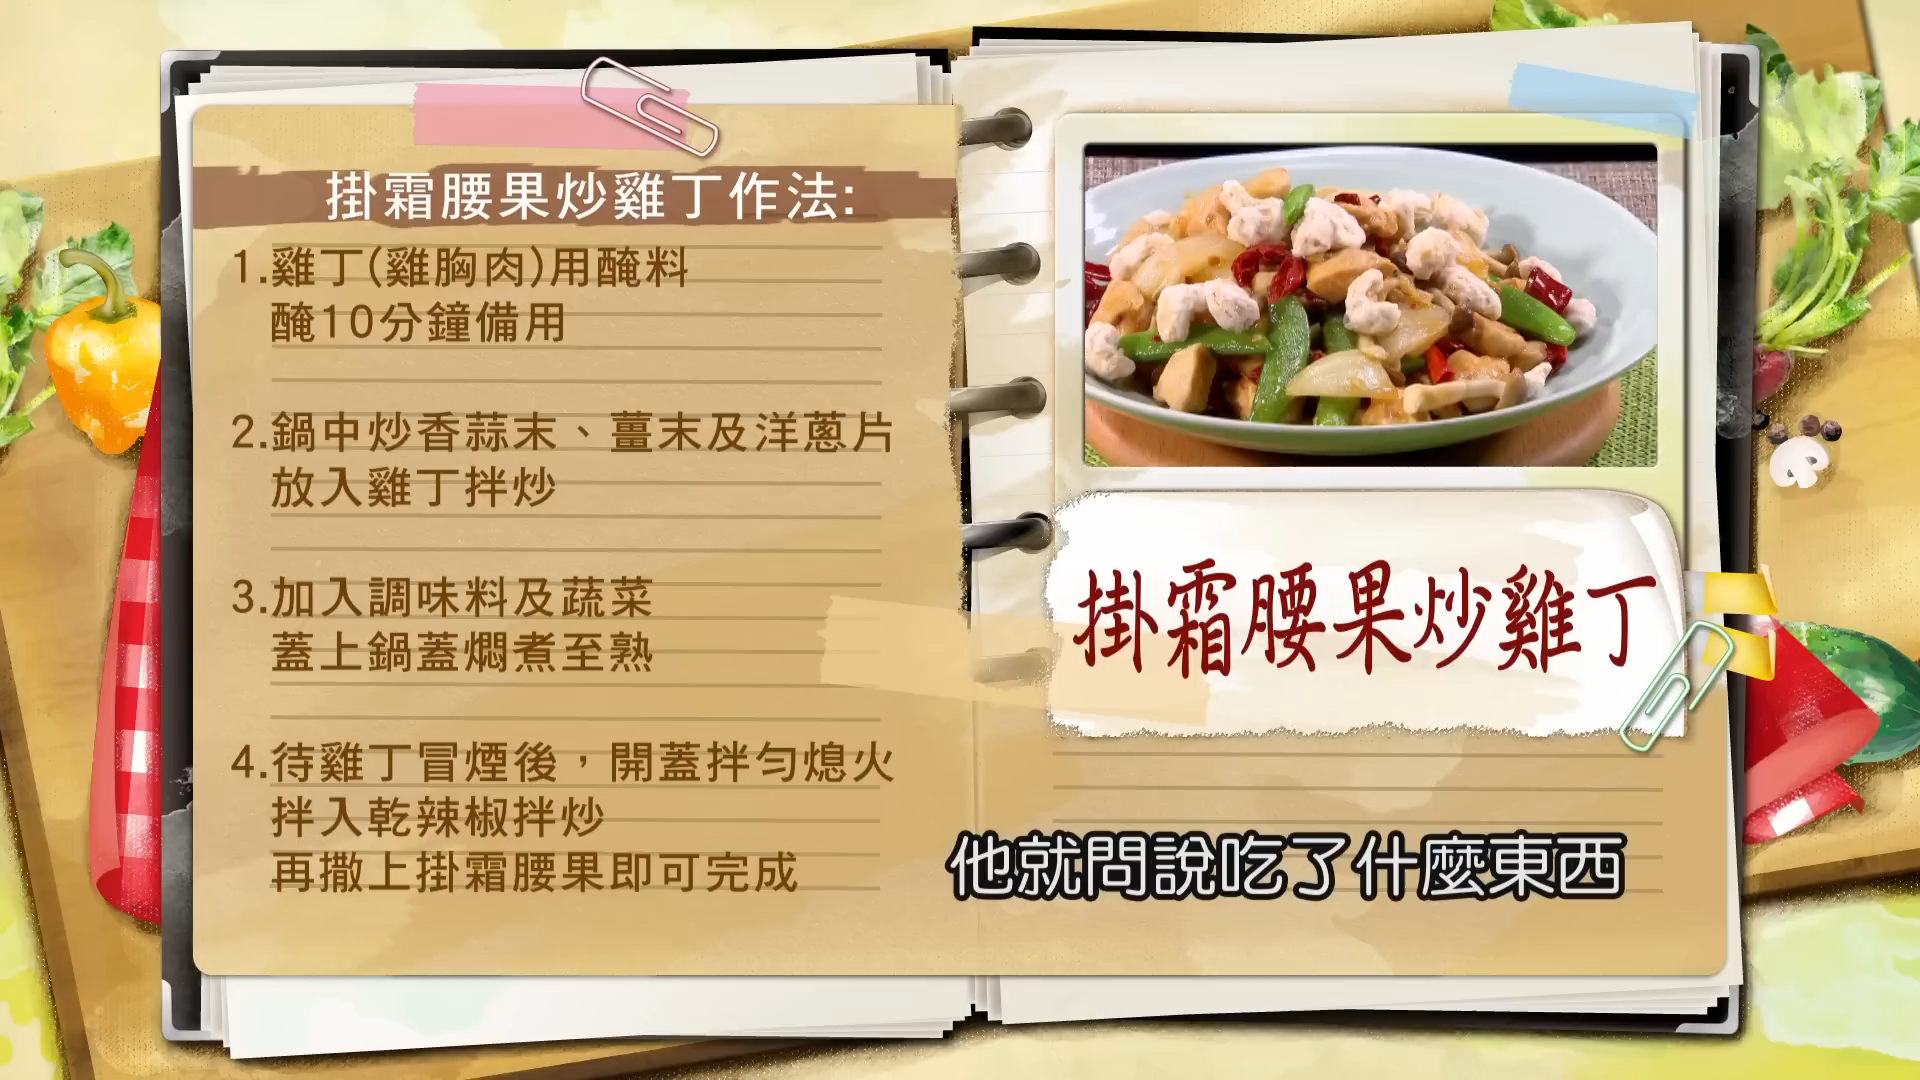 掛霜腰果炒雞丁作法:
1.雞丁(雞胸肉)用醃料
醃10分鐘備用
2.鍋中炒香蒜末、薑末及洋蔥片
放入雞丁拌炒
3.加入調味料及蔬菜
蓋上鍋蓋燜煮至熟
4.待雞丁冒煙後，開蓋拌勻熄火
拌入乾辣椒拌炒
再撒上掛霜腰果即可完成
掛霜腰果炒雞丁
他就問說吃了什麼東西